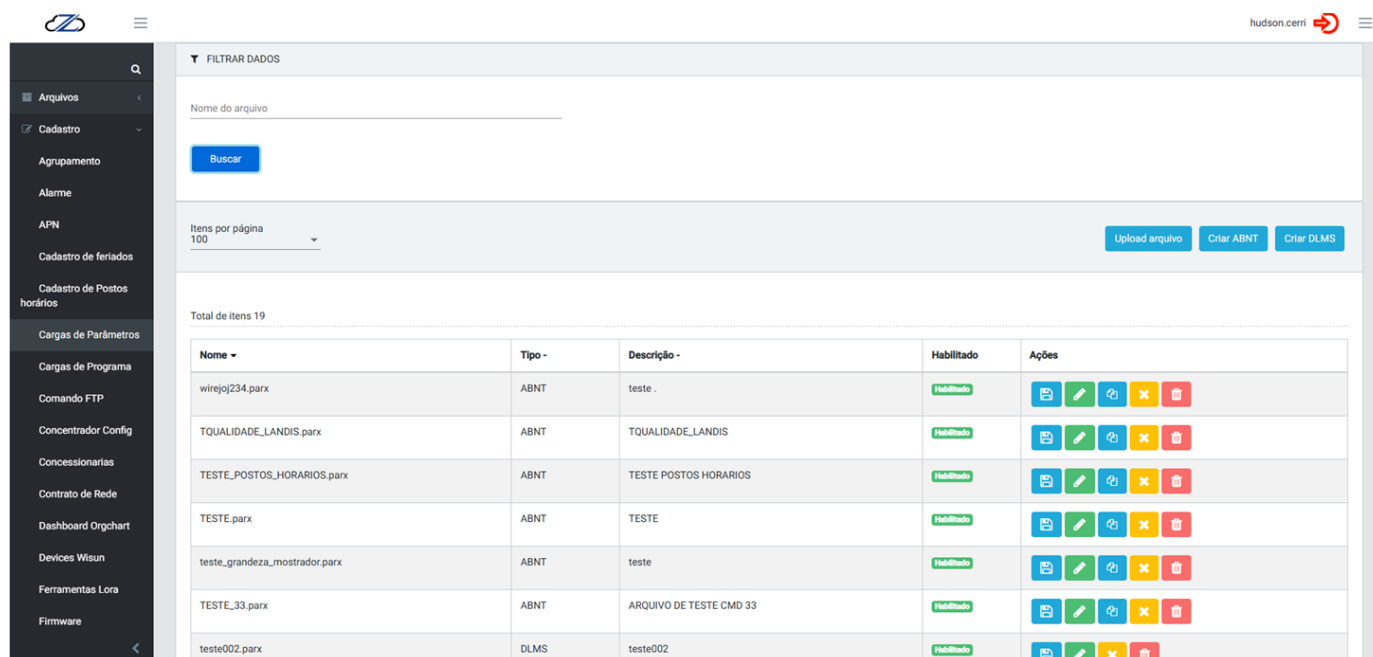 hudson.cerri
FILTRAR DADOS
Arquivos
Nome do arquivo
Cadastro
Buscar
Agrupamento
Alarme
APN
Itens por página
100
Upload arquivo Criar ABNT Criar DLMS
Cadastro de feriados
Cadastro de Postos
horários
Total de itens 19
Cargas de Parâmetros
Cargas de Programa
Comando FTP
Concentrador Config
Concessionarias
Contrato de Rede
Dashboard Orgchart
Devices Wisun
Ferramentas Lora
Firmware
Nome Tipo - Descrição - Habilitado Ações
wirejoj234.parx ABNT teste . Habilitado
TQUALIDADE_LANDIS.parx ABNT TQUALIDADE_LANDIS Habilitado
TESTE_POSTOS_HORARIOS.parx ABNT TESTE POSTOS HORARIOS Habilitado
TESTE.parx ABNT TESTE Habilitado
teste_grandeza_mostrador.parx ABNT teste Habilitado
TESTE_33.parx ABNT ARQUIVO DE TESTE CMD 33 Habilitado
teste002.parx DLMS teste002 Habilitado